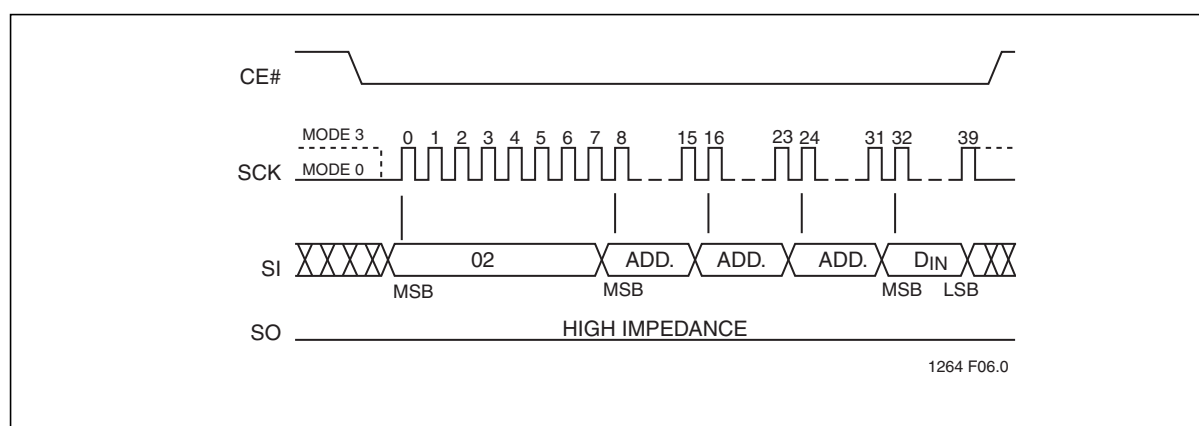 CE#
MODE 3
0 1 2 3 4 5 6 7 8 15 16 23 24 31 32 39
SCK MODE 0
SI 02 ADD. ADD. ADD. DIN
MSB MSB MSB LSB
SO HIGH IMPEDANCE
1264 F06.0